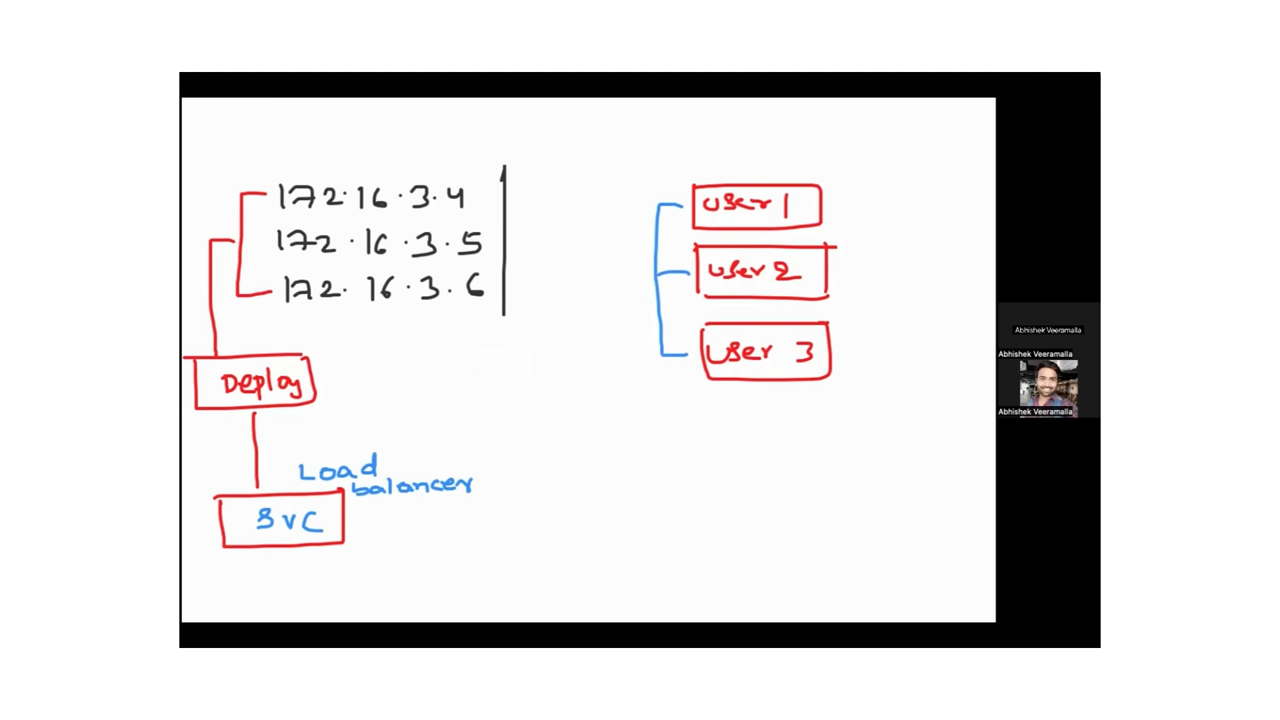 172.16.3.4
172.16.3.5
172.16.3.6
Deploy
Load
balancer
SVC
User 1
User 2
User 3
Abhishek Veeramalla
Abhishek Veeramalla
Abhishek Veeramalla